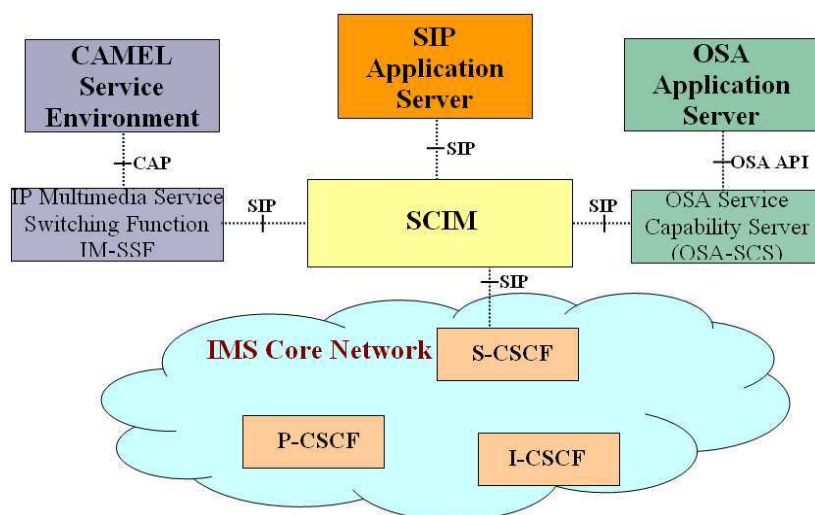 CAMEL
Service
Environment
SIP
Application
Server
OSA
Application
Server
CAP
SIP
OSA API
IP Multimedia Service
Switching Function
IM-SSF
SIP
SCIM
SIP
OSA Service
Capability Server
(OSA-SCS)
SIP
IMS Core Network
S-CSCF
P-CSCF
I-CSCF